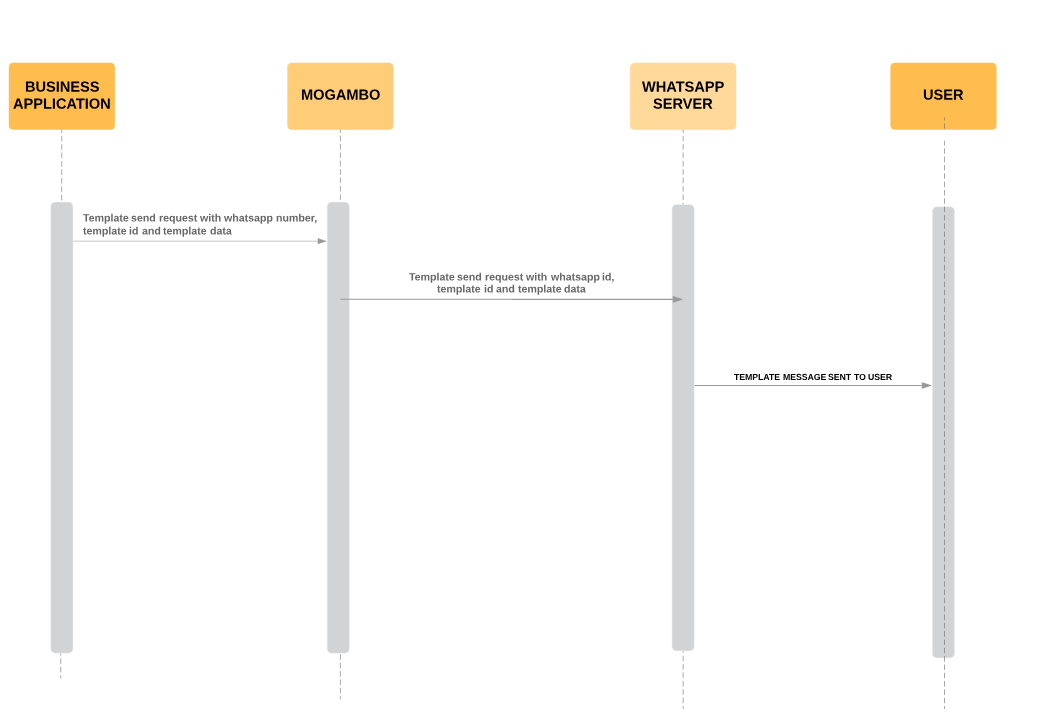 BUSINESS
APPLICATION
MOGAMBO
WHATSAPP
SERVER
USER
Template send request with whatsapp number,
template id and template data
Template send request with whatsapp id,
template id and template data
TEMPLATE MESSAGE SENT TO USER